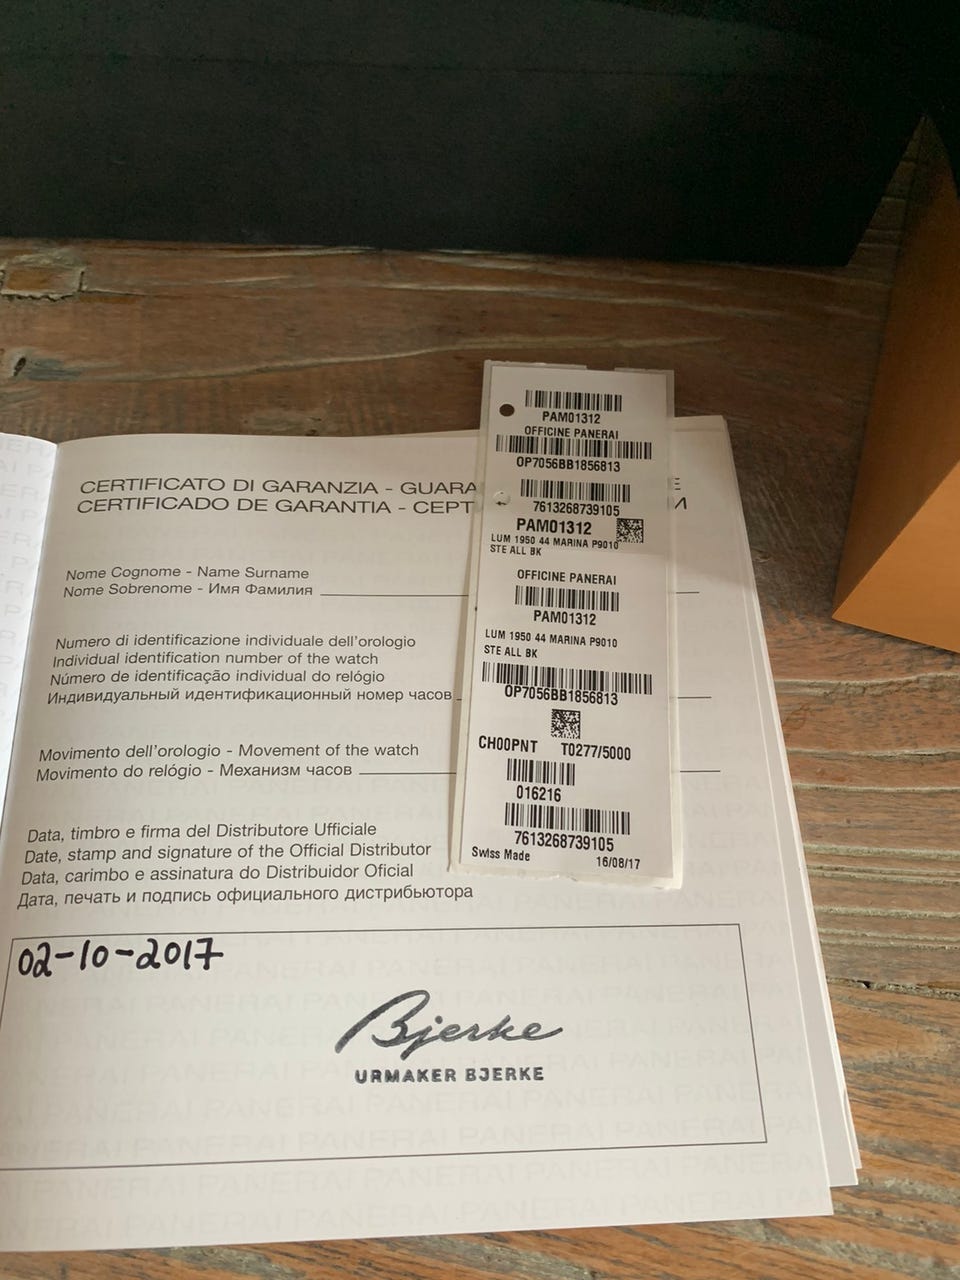 CERTIFICATO DI GARANZIA - GUARA
CERTIFICADO DE GARANTIA - СЕРТ
Nome Cognome - Name Surname
Nome Sobrenome - Имя Фамилия
Numero di identificazione individuale dell'orologio
Individual identification number of the watch
Número de identificação individual do relógio
Индивидуальный идентификационный номер часов
Movimento dell'orologio - Movement of the watch
Movimento do relógio - Механизм часов
Data, timbro e firma del Distributore Ufficiale
Date, stamp and signature of the Official Distributor
Data, carimbo e assinatura do Distribuidor Oficial
Дата, печать и подпись официального дистрибьютора
02-10-2017
Bjerke
URMAKER BJERKE
PAM01312
OFFICINE PANERAI
OP7056BB1856813
7613268739105
PAM01312
LUM 1950 44 MARINA P9010
STE ALL BK
OFFICINE PANERAI
PAM01312
LUM 1950 44 MARINA P9010
STE ALL BK
OP7056BB1856813
CH00PNT T0277/5000
016216
7613268739105
Swiss Made 16/08/17